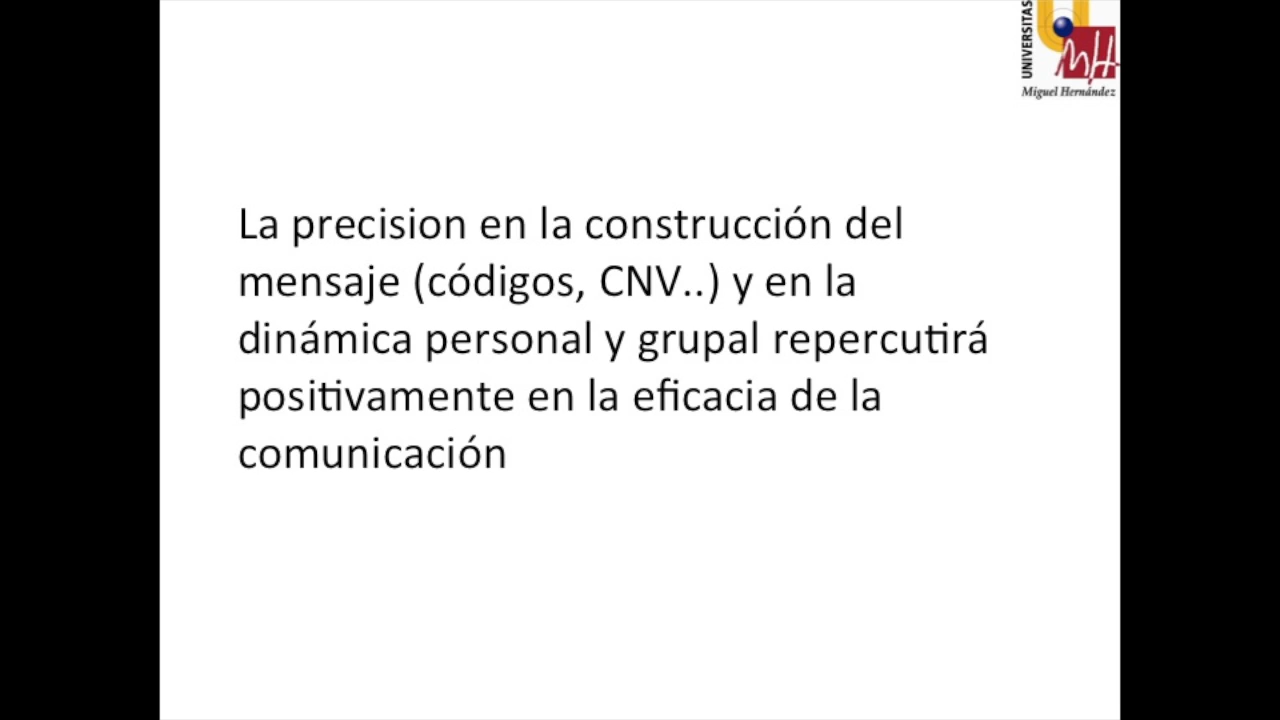 UNIVERSITAS
MH
Miguel Hernández
La precision en la construcción del
mensaje (códigos, CNV..) y en la
dinámica personal y grupal repercutirá
positivamente en la eficacia de la
comunicación